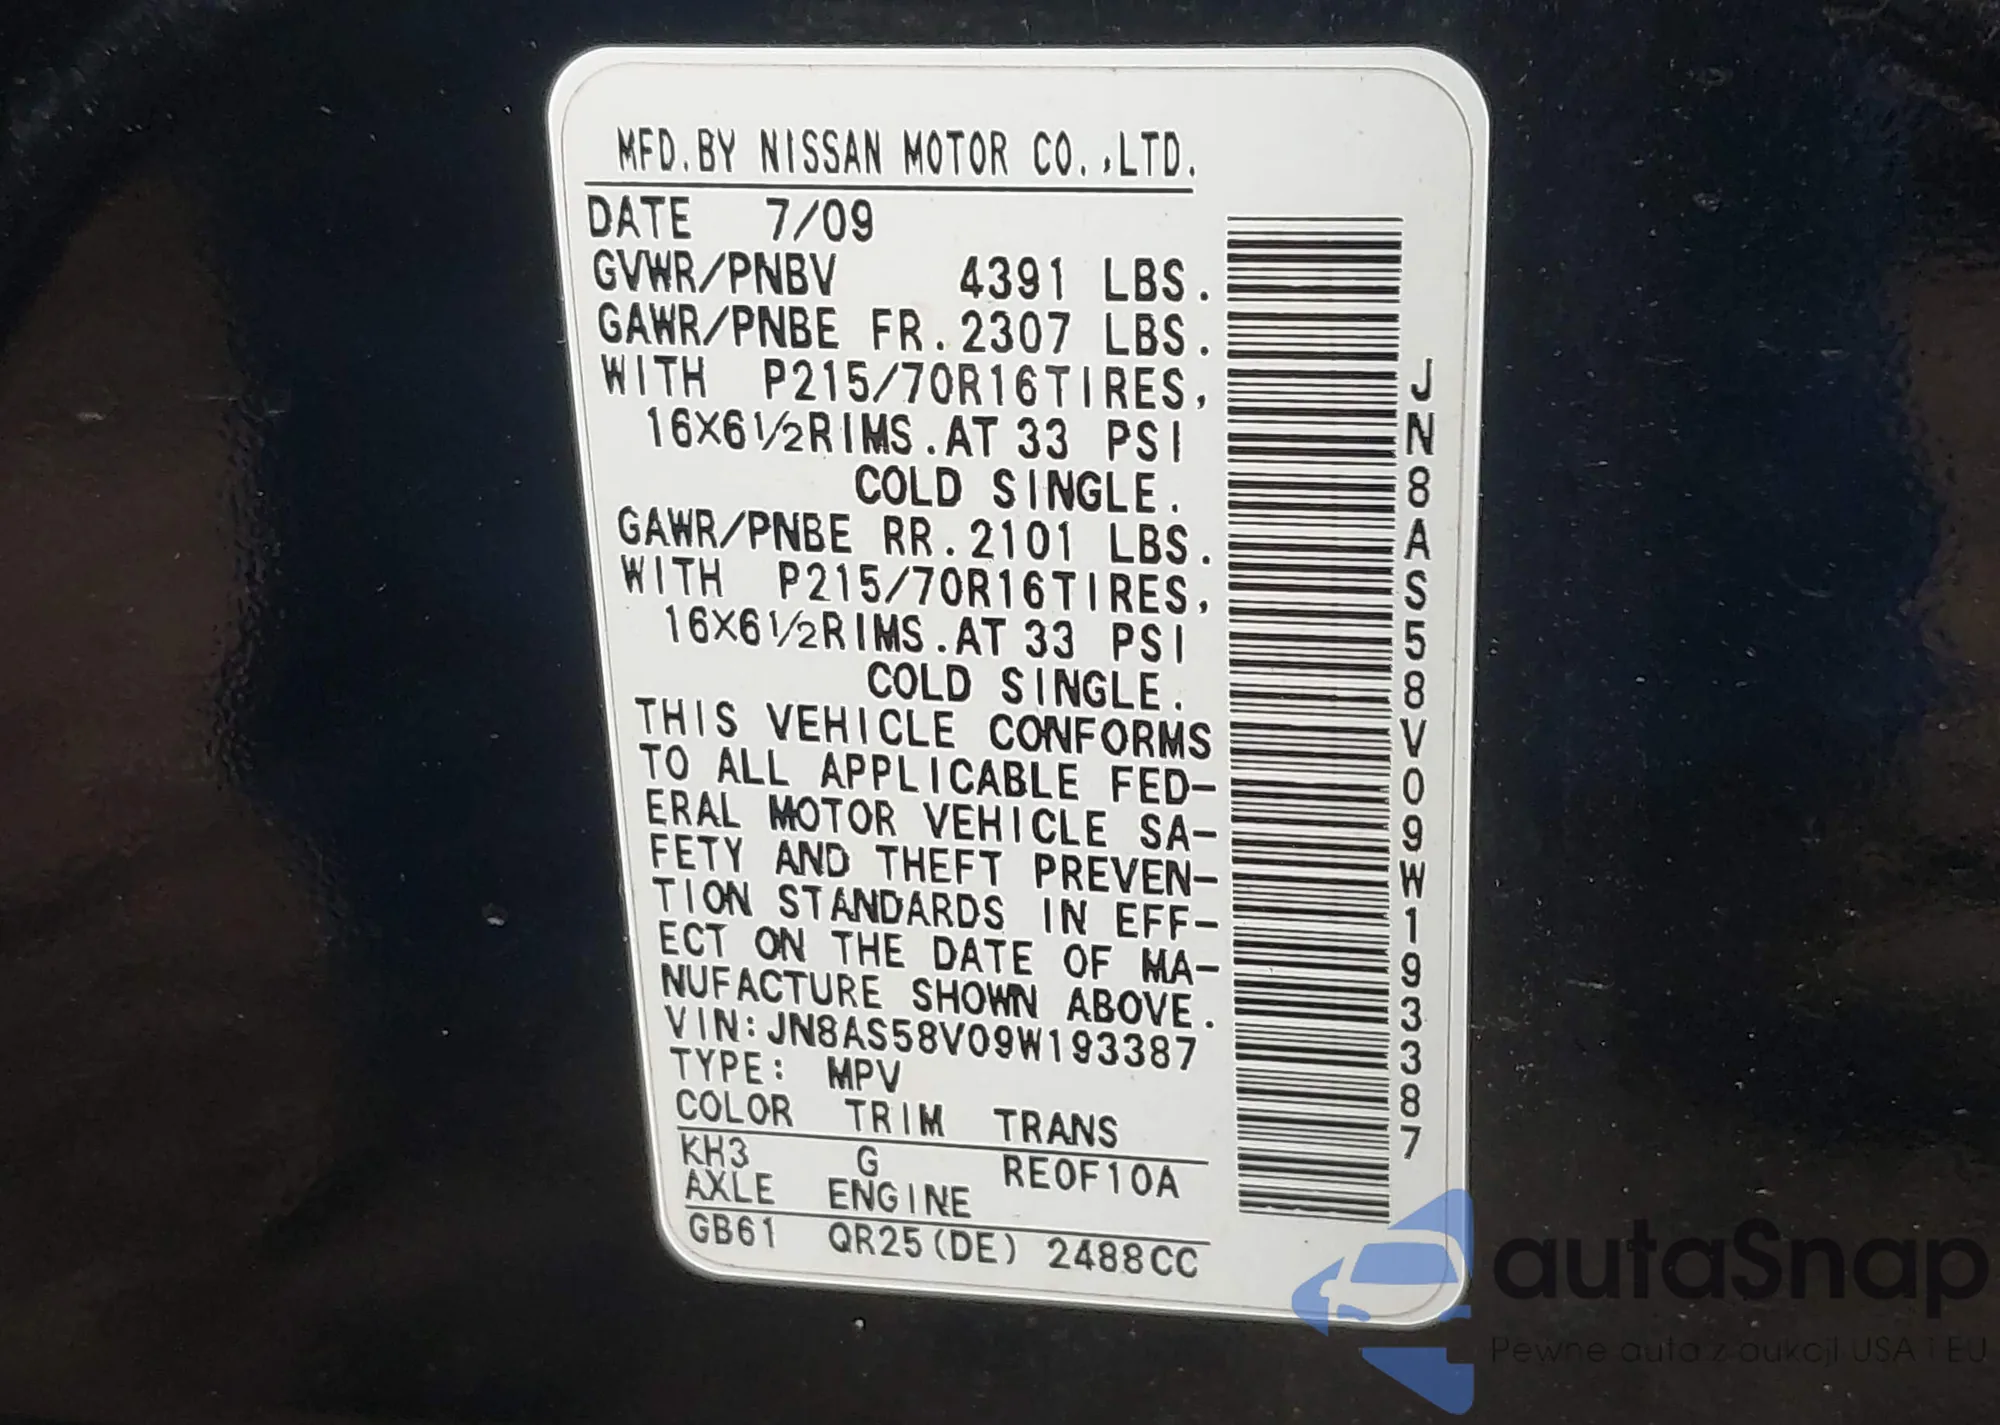 MFD.BY NISSAN MOTOR CO.,LTD.
DATE 7/09
GVWR/PNBV 4391 LBS.
GAWR/PNBE FR.2307 LBS.
WITH P215/70R16TIRES,
16X6½RIMS.AT 33 PSI
COLD SINGLE.
GAWR/PNBE RR.2101 LBS.
WITH P215/70R16TIRES,
16X6½RIMS.AT 33 PSI
COLD SINGLE.
THIS VEHICLE CONFORMS
TO ALL APPLICABLE FED-
ERAL MOTOR VEHICLE SA-
FETY AND THEFT PREVEN-
TION STANDARDS IN EFF-
ECT ON THE DATE OF MA-
NUFACTURE SHOWN ABOVE.
VIN:JN8AS58V09W193387
TYPE: MPV
COLOR TRIM TRANS
KH3 G RE0F10A
AXLE ENGINE
GB61 QR25(DE) 2488CC
JN8AS58V09W193387
autaSnap
Pewne auta z aukcji USA i EU